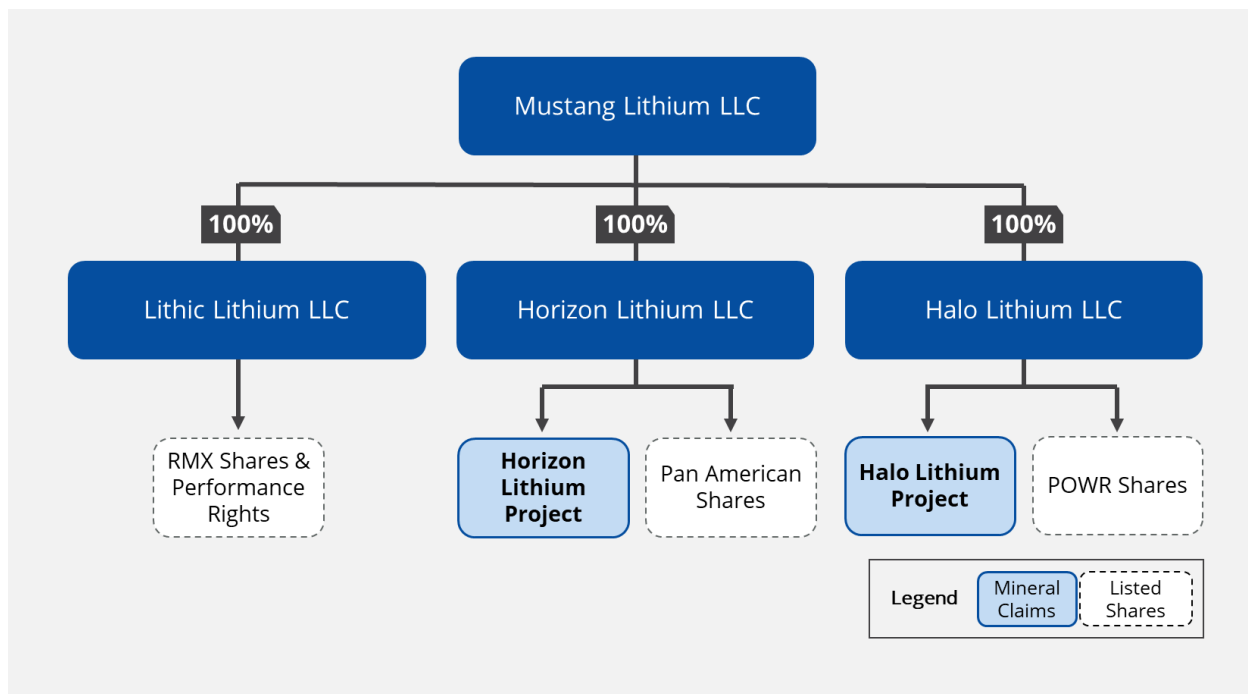 Mustang Lithium LLC
100%
100%
100%
Lithic Lithium LLC
Horizon Lithium LLC
Halo Lithium LLC
RMX Shares &
Performance
Rights
Horizon
Lithium
Project
Pan American
Shares
Halo Lithium
Project
POWR Shares
Legend
Mineral
Claims
Listed
Shares